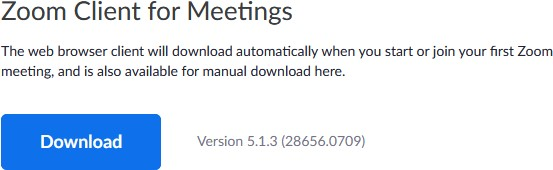 Zoom Client for Meetings
The web browser client will download automatically when you start or join your first Zoom
meeting, and is also available for manual download here.
Download Version 5.1.3 (28656.0709)